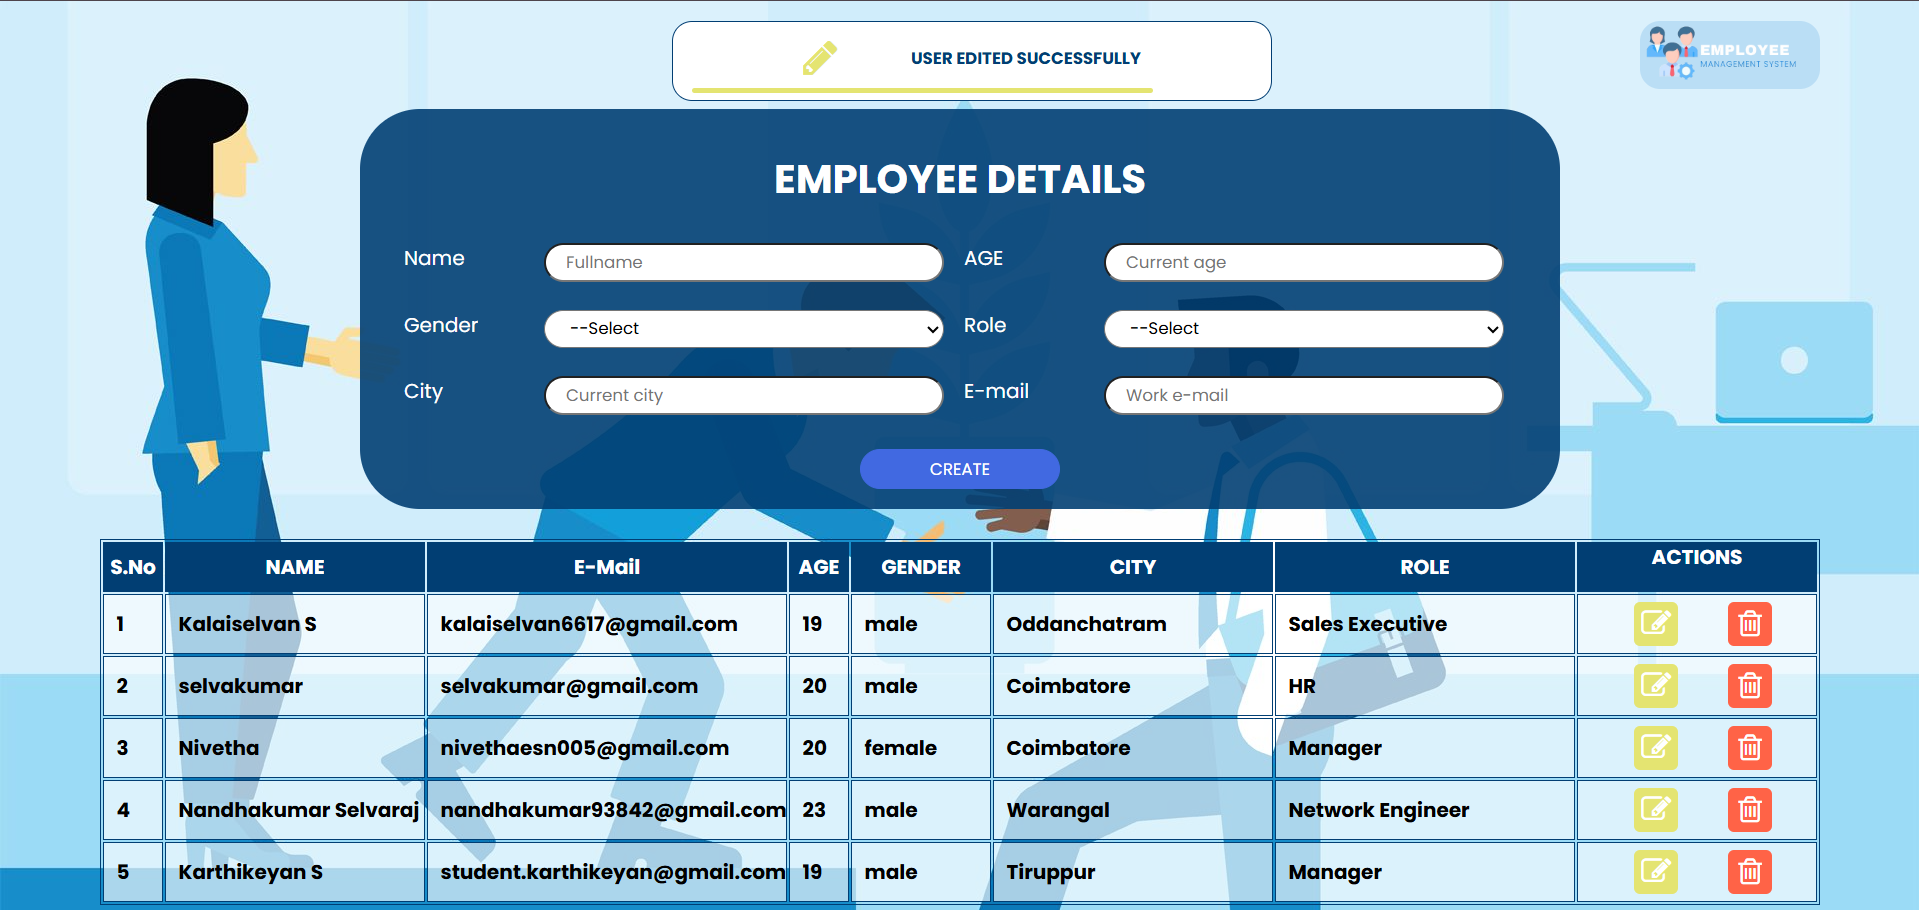 USER EDITED SUCCESSFULLY
EMPLOYEE
MANAGEMENT SYSTEM
EMPLOYEE DETAILS
Name Fullname AGE Current age
Gender --Select Role --Select
City Current city E-mail Work e-mail
CREATE
S.No NAME E-Mail AGE GENDER CITY ROLE ACTIONS
1 Kalaiselvan S kalaiselvan6617@gmail.com 19 male Oddanchatram Sales Executive
2 selvakumar selvakumar@gmail.com 20 male Coimbatore HR
3 Nivetha nivethaesn005@gmail.com 20 female Coimbatore Manager
4 Nandhakumar Selvaraj nandhakumar93842@gmail.com 23 male Warangal Network Engineer
5 Karthikeyan S student.karthikeyan@gmail.com 19 male Tiruppur Manager